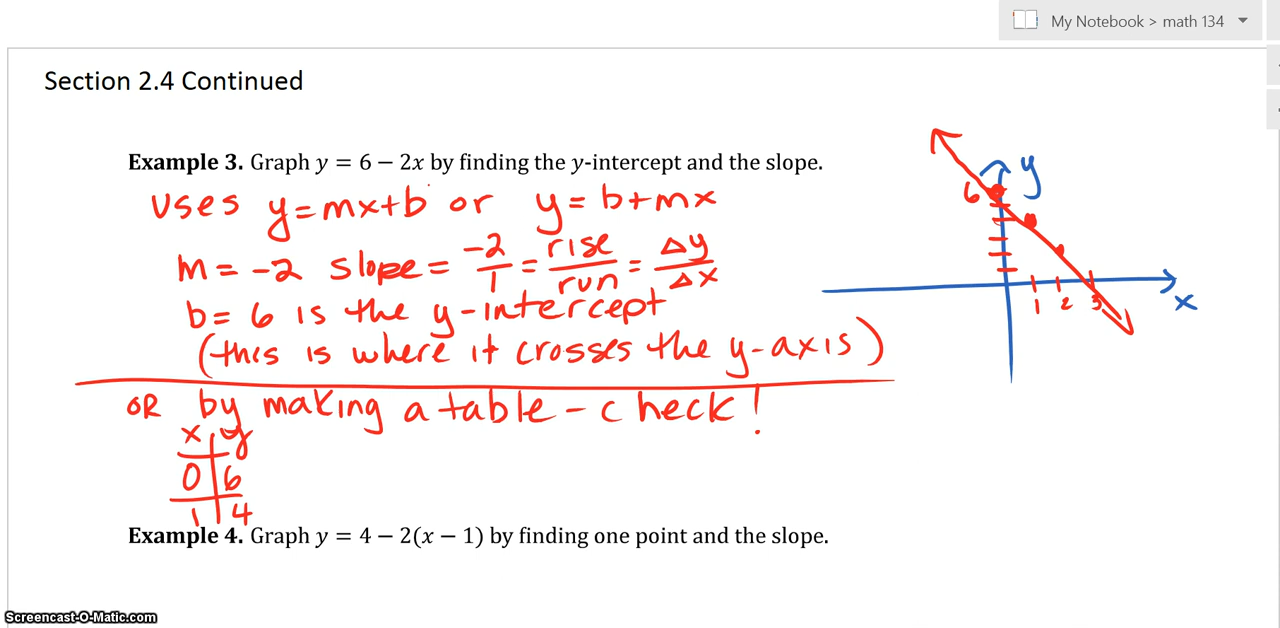 My Notebook > math 134
Section 2.4 Continued
Example 3. Graph y = 6 − 2x by finding the y-intercept and the slope.
uses y=mx+b or y= b+mx
m = -2 slope = -2/1 = rise/run = Δy/Δx
b= 6 is the y-intercept
(this is where it crosses the y-axis)
OR by making a table - check!
x y
0 6
1 4
y
6
1 2 3
x
Example 4. Graph y = 4 − 2(x − 1) by finding one point and the slope.
Screencast-O-Matic.com